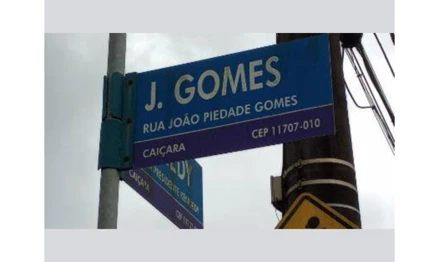 J. GOMES
RUA JOÃO PIEDADE GOMES
CAIÇARA CEP 11707-010
CAIÇARA